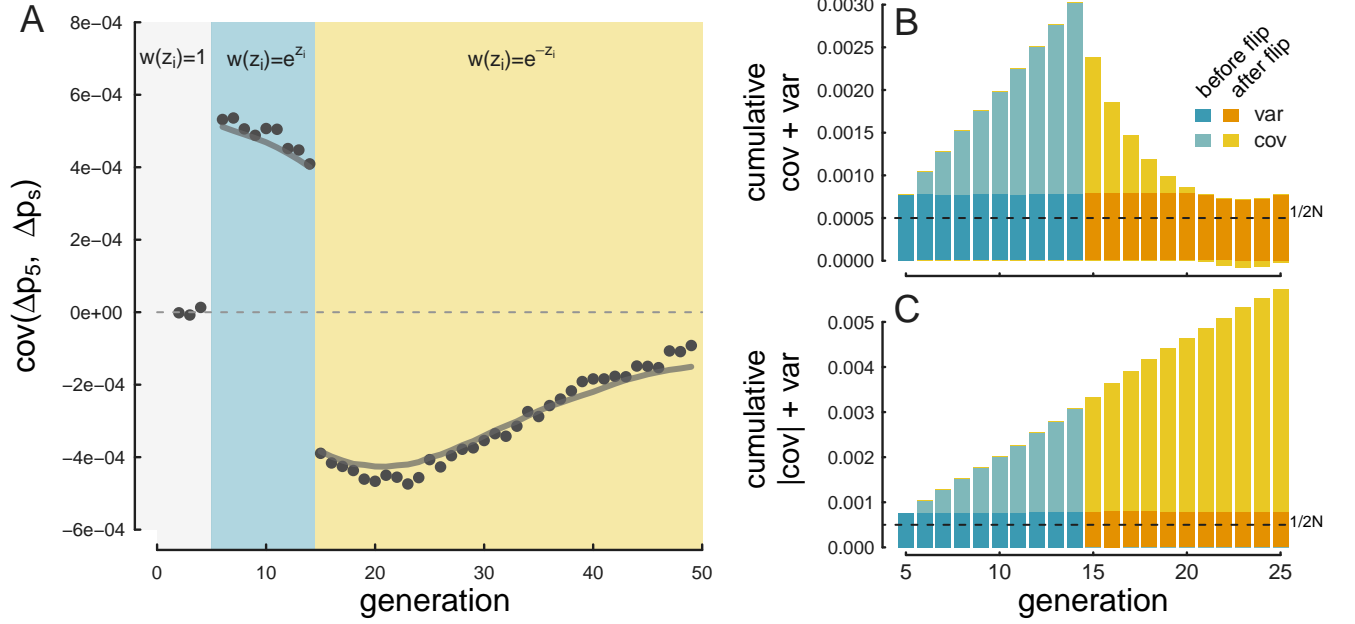 A
8e−04
6e−04
4e−04
2e−04
0e+00
−2e−04
−4e−04
−6e−04
cov(Δp₅, Δpₛ)
w(zᵢ)=1
w(zᵢ)=e^zᵢ
w(zᵢ)=e^−zᵢ
0
10
20
30
40
50
generation
B
0.0030
0.0025
0.0020
0.0015
0.0010
0.0005
0.0000
cumulative
cov + var
before flip
after flip
var
cov
1/2N
C
0.005
0.004
0.003
0.002
0.001
0.000
cumulative
|cov| + var
1/2N
5
10
15
20
25
generation